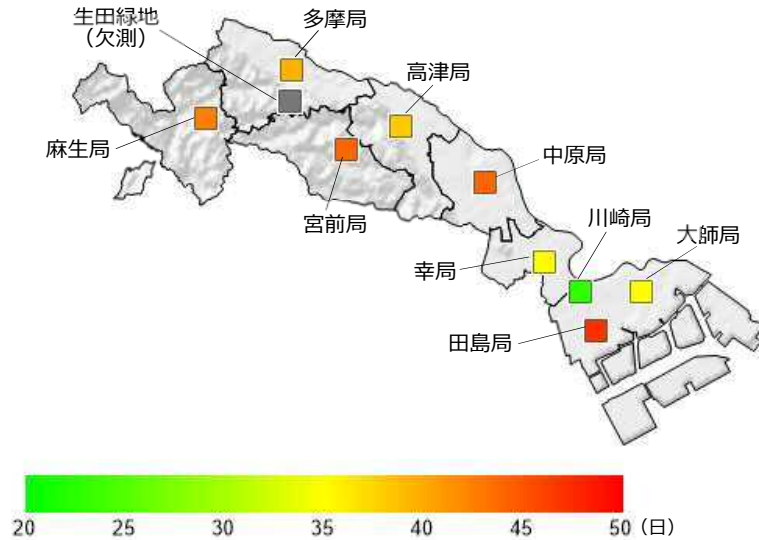 生田緑地
(欠測)
多摩局
高津局
麻生局
中原局
宮前局
川崎局
大師局
幸局
田島局
20 25 30 35 40 45 50 (日)